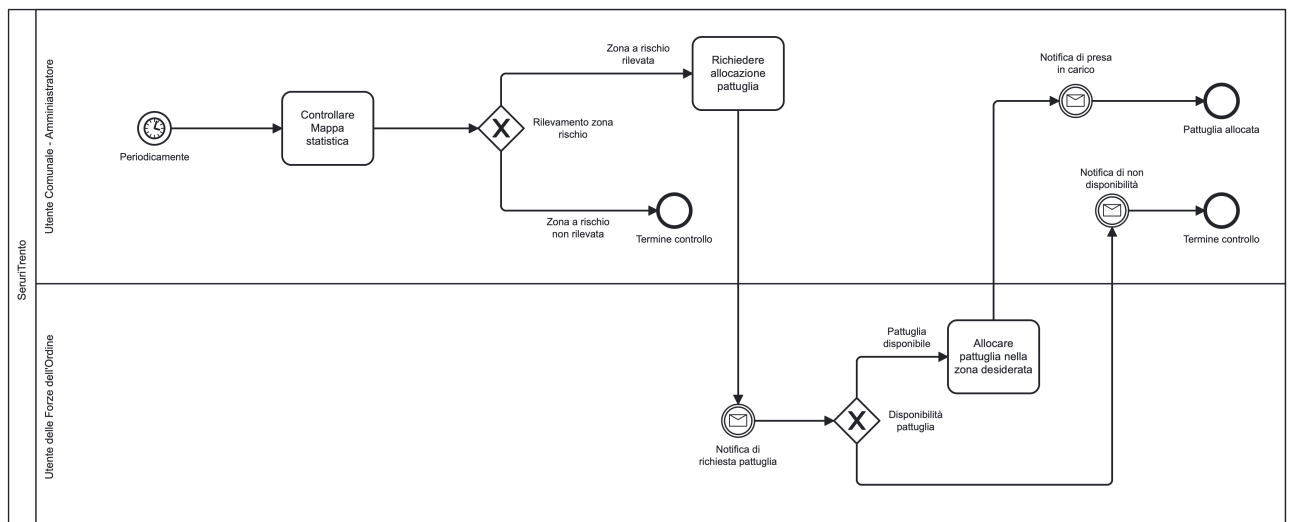 SeruriTrento
Utente Comunale - Amminiastratore
Periodicamente
Controllare
Mappa
statistica
Rilevamento zona
rischio
Zona a rischio
rilevata
Zona a rischio
non rilevata
Termine controllo
Richiedere
allocazione
pattuglia
Notifica di presa
in carico
Pattuglia allocata
Notifica di non
disponibilità
Termine controllo
Utente delle Forze dell'Ordine
Notifica di
richiesta pattuglia
Disponibilità
pattuglia
Pattuglia
disponibile
Allocare
pattuglia nella
zona desiderata